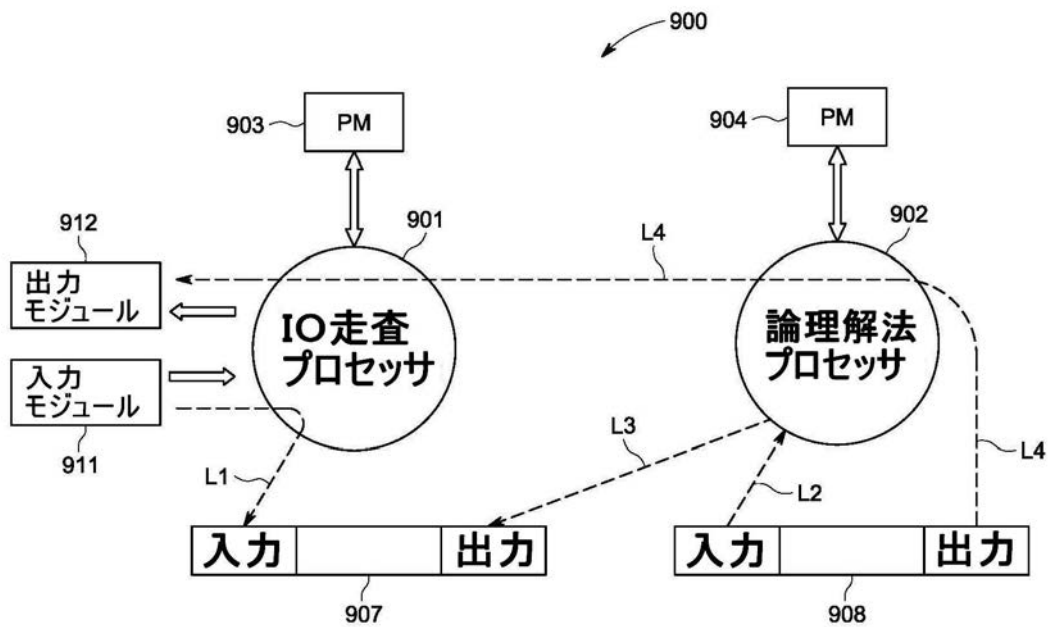 900
903
PM
904
PM
901
902
912
出力
モジュール
L4
IO走査
プロセッサ
論理解法
プロセッサ
入力
モジュール
911
L1
L3
L2
L4
入力
出力
入力
出力
907
908